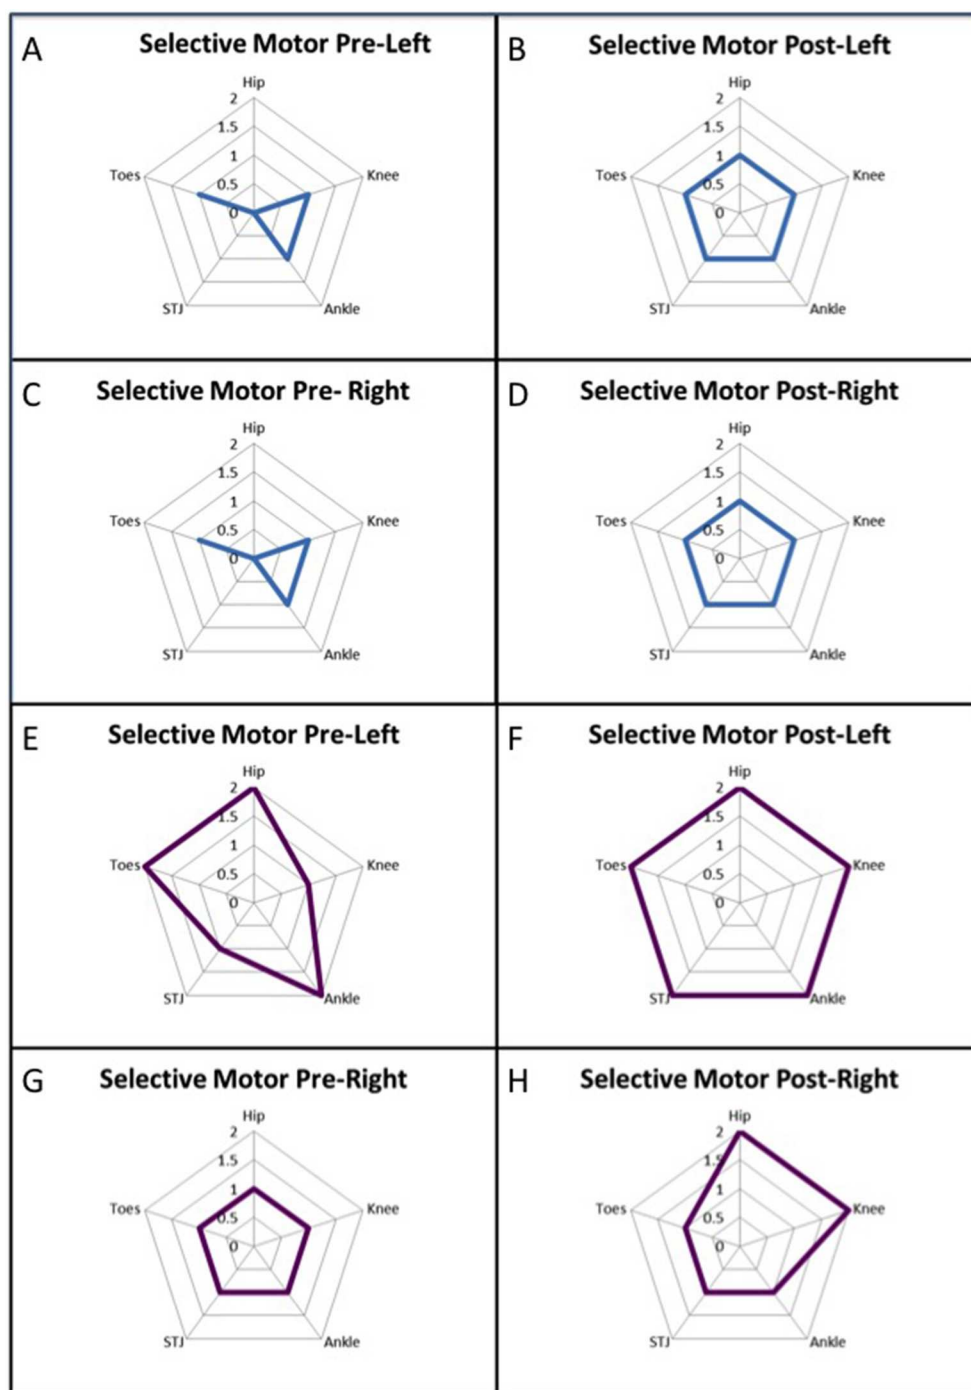 A
Selective Motor Pre-Left
Hip
2
1.5
1
0.5
0
Toes
Knee
STJ
Ankle
B
Selective Motor Post-Left
Hip
2
1.5
1
0.5
0
Toes
Knee
STJ
Ankle
C
Selective Motor Pre- Right
Hip
2
1.5
1
0.5
0
Toes
Knee
STJ
Ankle
D
Selective Motor Post-Right
Hip
2
1.5
1
0.5
0
Toes
Knee
STJ
Ankle
E
Selective Motor Pre-Left
Hip
2
1.5
1
0.5
0
Toes
Knee
STJ
Ankle
F
Selective Motor Post-Left
Hip
2
1.5
1
0.5
0
Toes
Knee
STJ
Ankle
G
Selective Motor Pre-Right
Hip
2
1.5
1
0.5
0
Toes
Knee
STJ
Ankle
H
Selective Motor Post-Right
Hip
2
1.5
1
0.5
0
Toes
Knee
STJ
Ankle